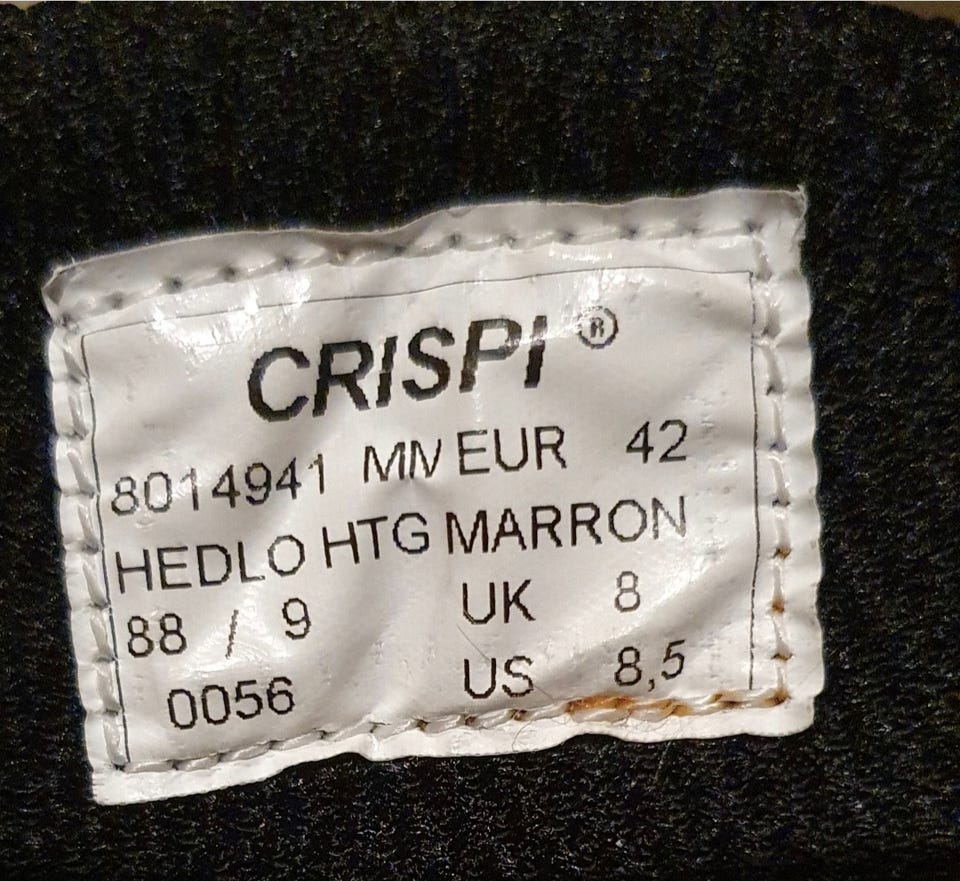 CRISPI ®
8014941 MN EUR 42
HEDLO HTG MARRON
88 / 9 UK 8
0056 US 8,5